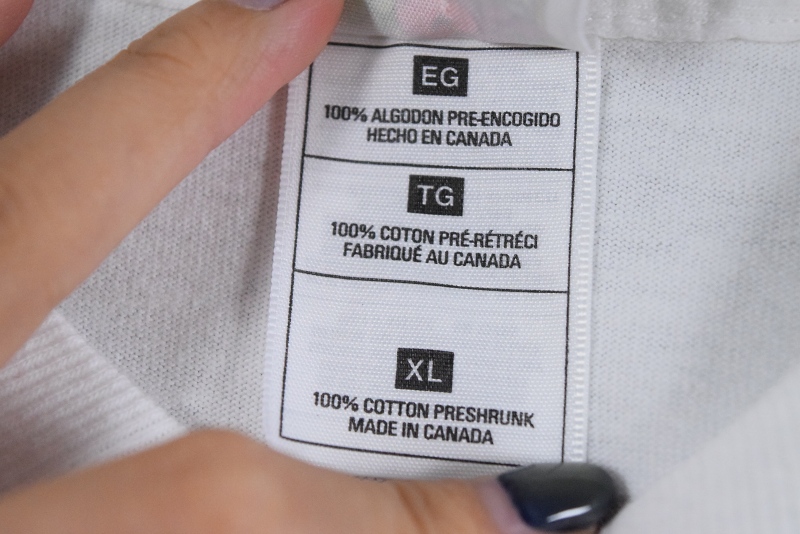 EG
100% ALGODON PRE-ENCOGIDO
HECHO EN CANADA
TG
100% COTON PRÉ-RÉTRÉCI
FABRIQUÉ AU CANADA
XL
100% COTTON PRESHRUNK
MADE IN CANADA